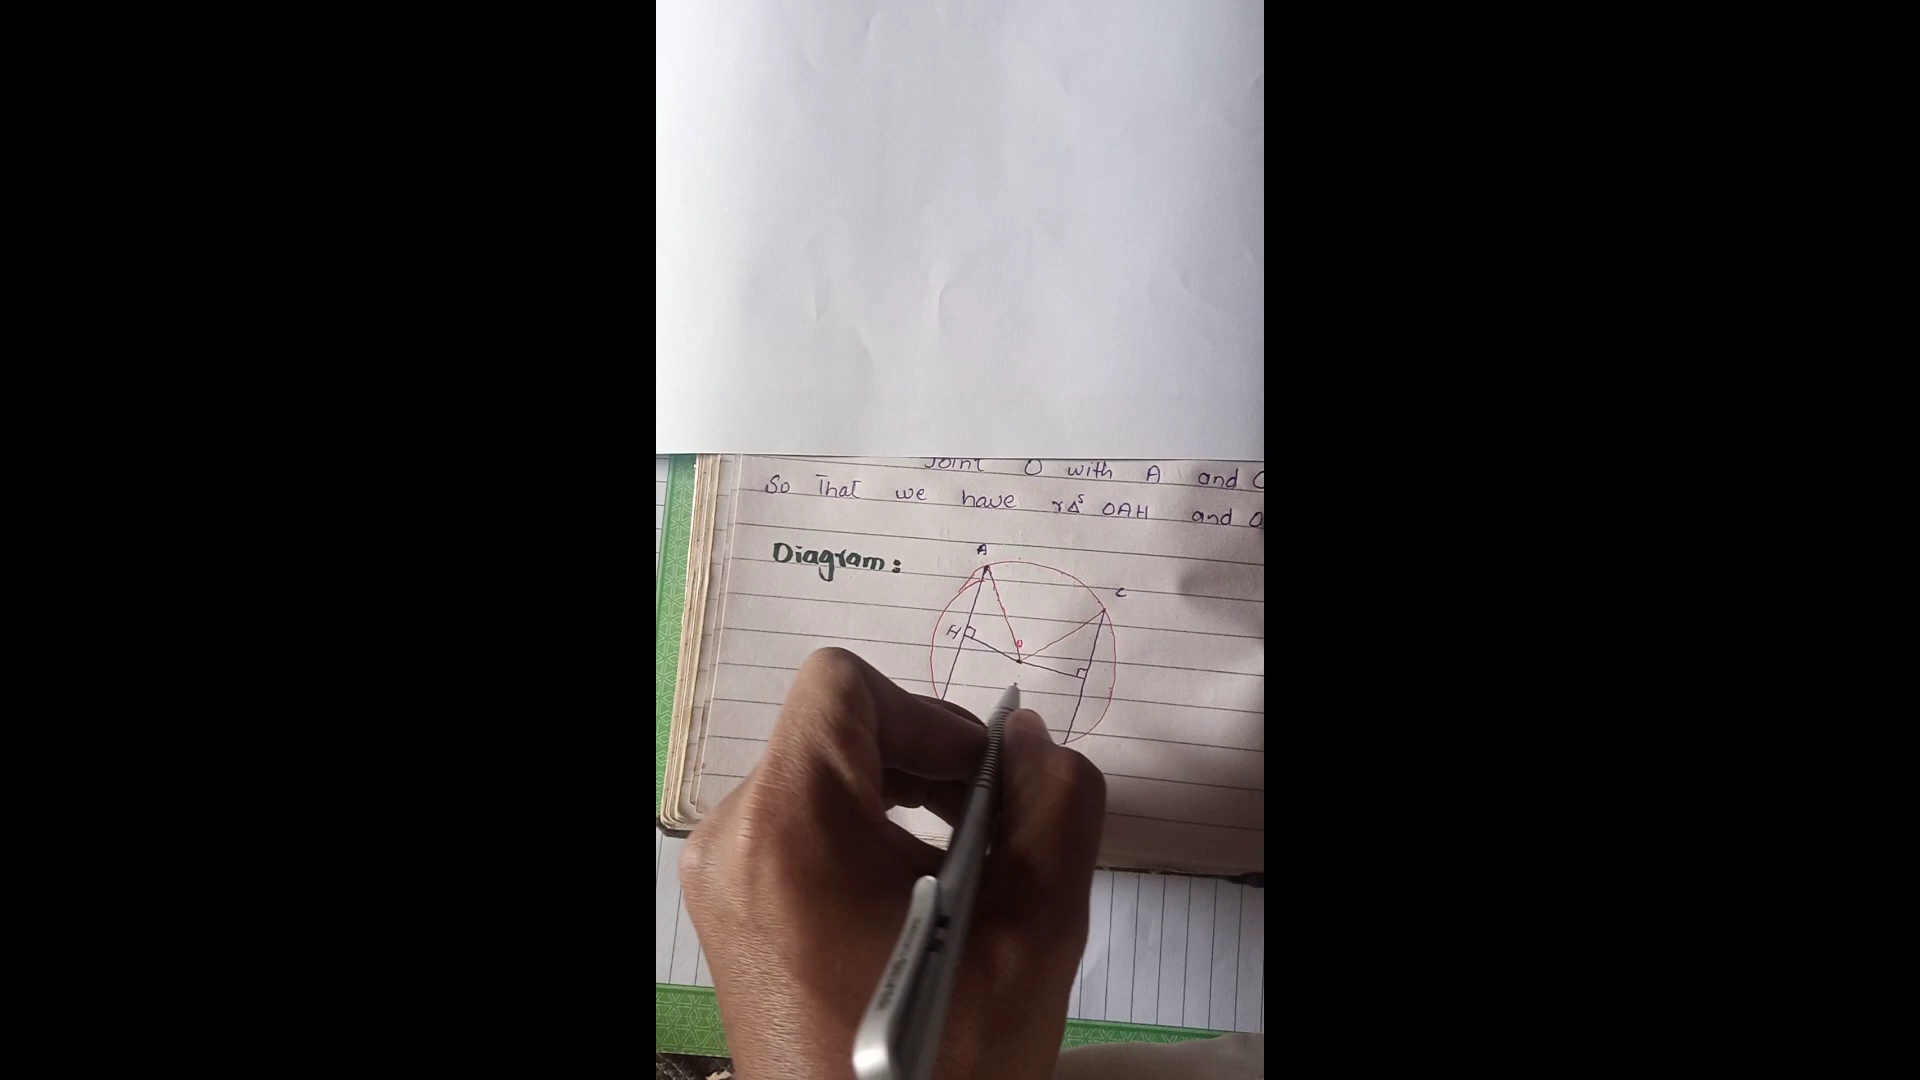 Joint O with A and C
So That we have rΔˢ OAH and O
Diagram:
A
C
H
O